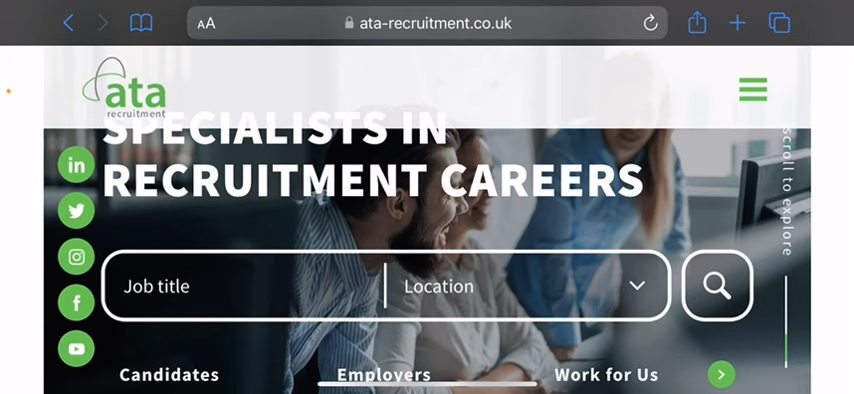 AA ata-recruitment.co.uk
ata
recruitment
SPECIALISTS IN
RECRUITMENT CAREERS
in
f
scroll to explore
Job title
Location
Candidates
Employers
Work for Us